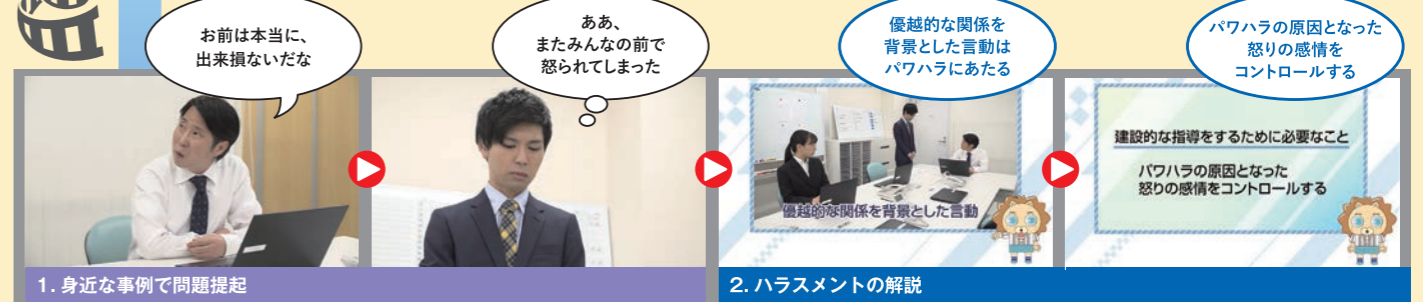 お前は本当に、
出来損ないだな
ああ、
またみんなの前で
怒られてしまった
優越的な関係を
背景とした言動は
パワハラにあたる
パワハラの原因となった
怒りの感情を
コントロールする
優越的な関係を背景とした言動
建設的な指導をするために必要なこと
パワハラの原因となった
怒りの感情をコントロールする
1. 身近な事例で問題提起
2. ハラスメントの解説